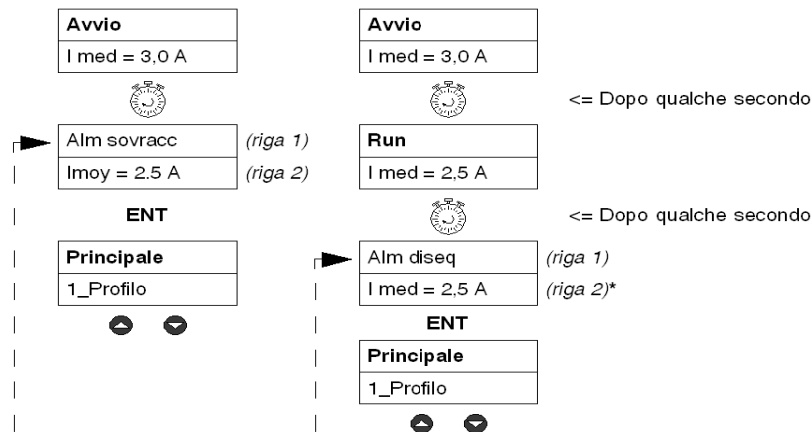 Avvio
I med = 3,0 A
Alm sovracc (riga 1)
Imoy = 2.5 A (riga 2)
ENT
Principale
1_Profilo
Avvio
I med = 3,0 A
<= Dopo qualche secondo
Run
I med = 2,5 A
<= Dopo qualche secondo
Alm diseq (riga 1)
I med = 2,5 A (riga 2)*
ENT
Principale
1_Profilo